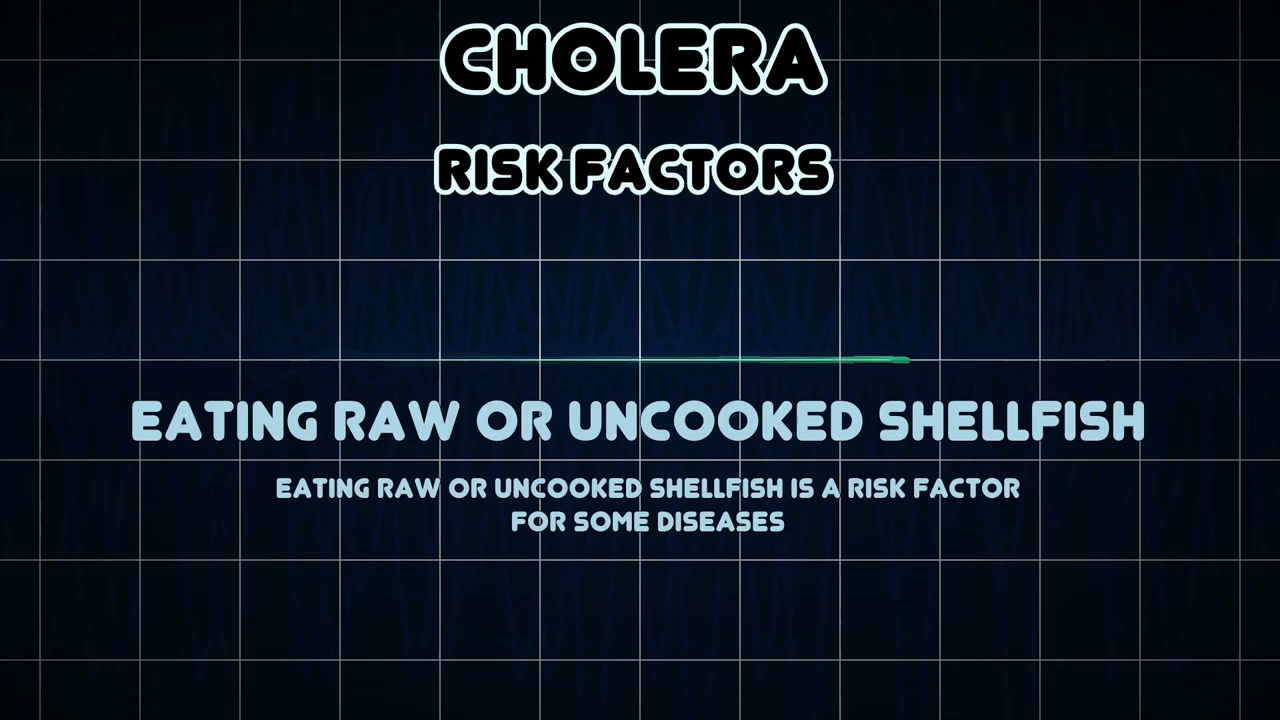 CHOLERA
RISK FACTORS
EATING RAW OR UNCOOKED SHELLFISH
EATING RAW OR UNCOOKED SHELLFISH IS A RISK FACTOR
FOR SOME DISEASES